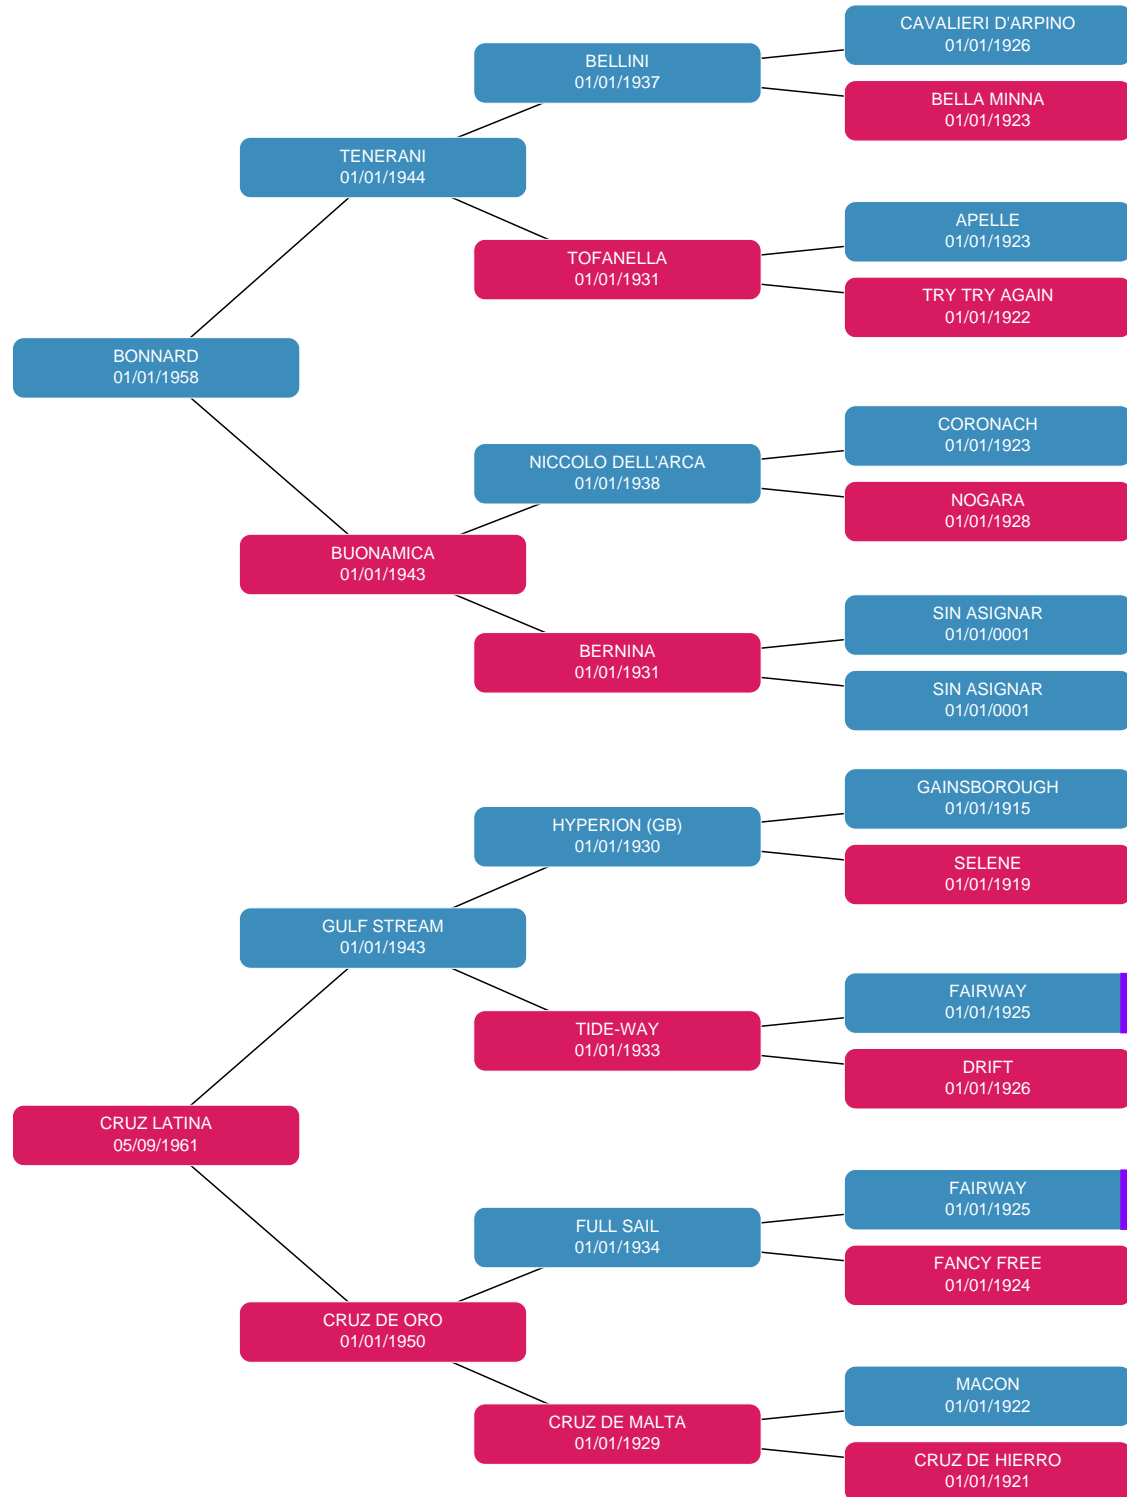 CAVALIERI D'ARPINO
01/01/1926
BELLINI
01/01/1937
BELLA MINNA
01/01/1923
TENERANI
01/01/1944
APELLE
01/01/1923
TOFANELLA
01/01/1931
TRY TRY AGAIN
01/01/1922
BONNARD
01/01/1958
CORONACH
01/01/1923
NICCOLO DELL'ARCA
01/01/1938
NOGARA
01/01/1928
BUONAMICA
01/01/1943
SIN ASIGNAR
01/01/0001
BERNINA
01/01/1931
SIN ASIGNAR
01/01/0001
GAINSBOROUGH
01/01/1915
HYPERION (GB)
01/01/1930
SELENE
01/01/1919
GULF STREAM
01/01/1943
FAIRWAY
01/01/1925
TIDE-WAY
01/01/1933
DRIFT
01/01/1926
CRUZ LATINA
05/09/1961
FAIRWAY
01/01/1925
FULL SAIL
01/01/1934
FANCY FREE
01/01/1924
CRUZ DE ORO
01/01/1950
MACON
01/01/1922
CRUZ DE MALTA
01/01/1929
CRUZ DE HIERRO
01/01/1921